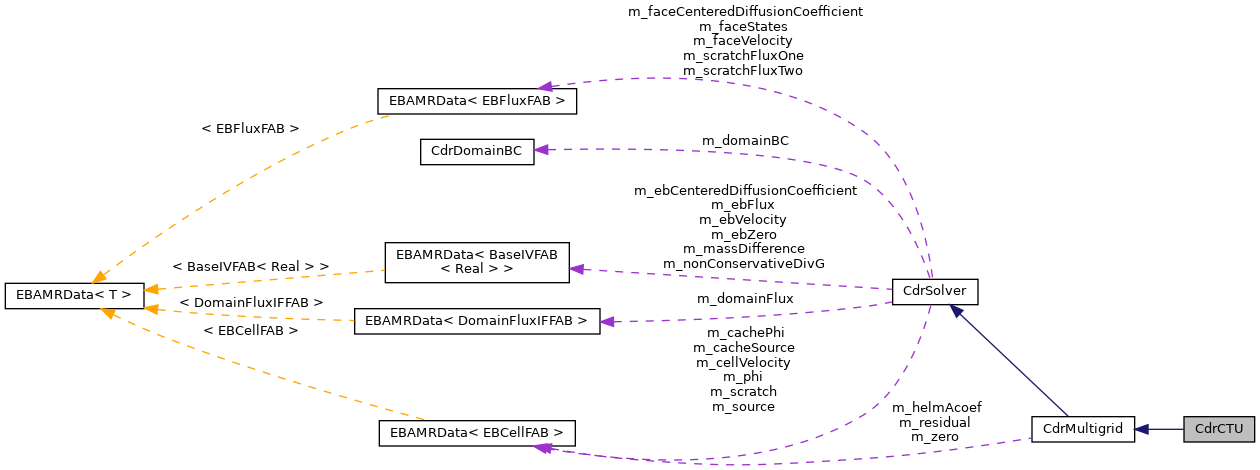 m_faceCenteredDiffusionCoefficient
m_faceStates
m_faceVelocity
m_scratchFluxOne
m_scratchFluxTwo
EBAMRData< EBFluxFAB >
< EBFluxFAB >
m_domainBC
CdrDomainBC
m_ebCenteredDiffusionCoefficient
m_ebFlux
m_ebVelocity
m_ebZero
m_massDifference
m_nonConservativeDivG
EBAMRData< BaseIVFAB
< Real > >
< BaseIVFAB< Real > >
EBAMRData< T >
CdrSolver
m_domainFlux
< DomainFluxIFFAB >
EBAMRData< DomainFluxIFFAB >
< EBCellFAB >
m_cachePhi
m_cacheSource
m_cellVelocity
m_phi
m_scratch
m_source
m_helmAcoef
m_residual
m_zero
EBAMRData< EBCellFAB >
CdrMultigrid
CdrCTU